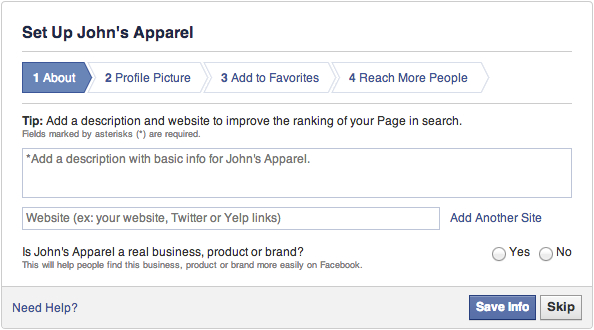 Set Up John's Apparel
1 About 2 Profile Picture 3 Add to Favorites 4 Reach More People
Tip: Add a description and website to improve the ranking of your Page in search.
Fields marked by asterisks (*) are required.
*Add a description with basic info for John's Apparel.
Website (ex: your website, Twitter or Yelp links) Add Another Site
Is John's Apparel a real business, product or brand? Yes No
This will help people find this business, product or brand more easily on Facebook.
Need Help? Save Info Skip